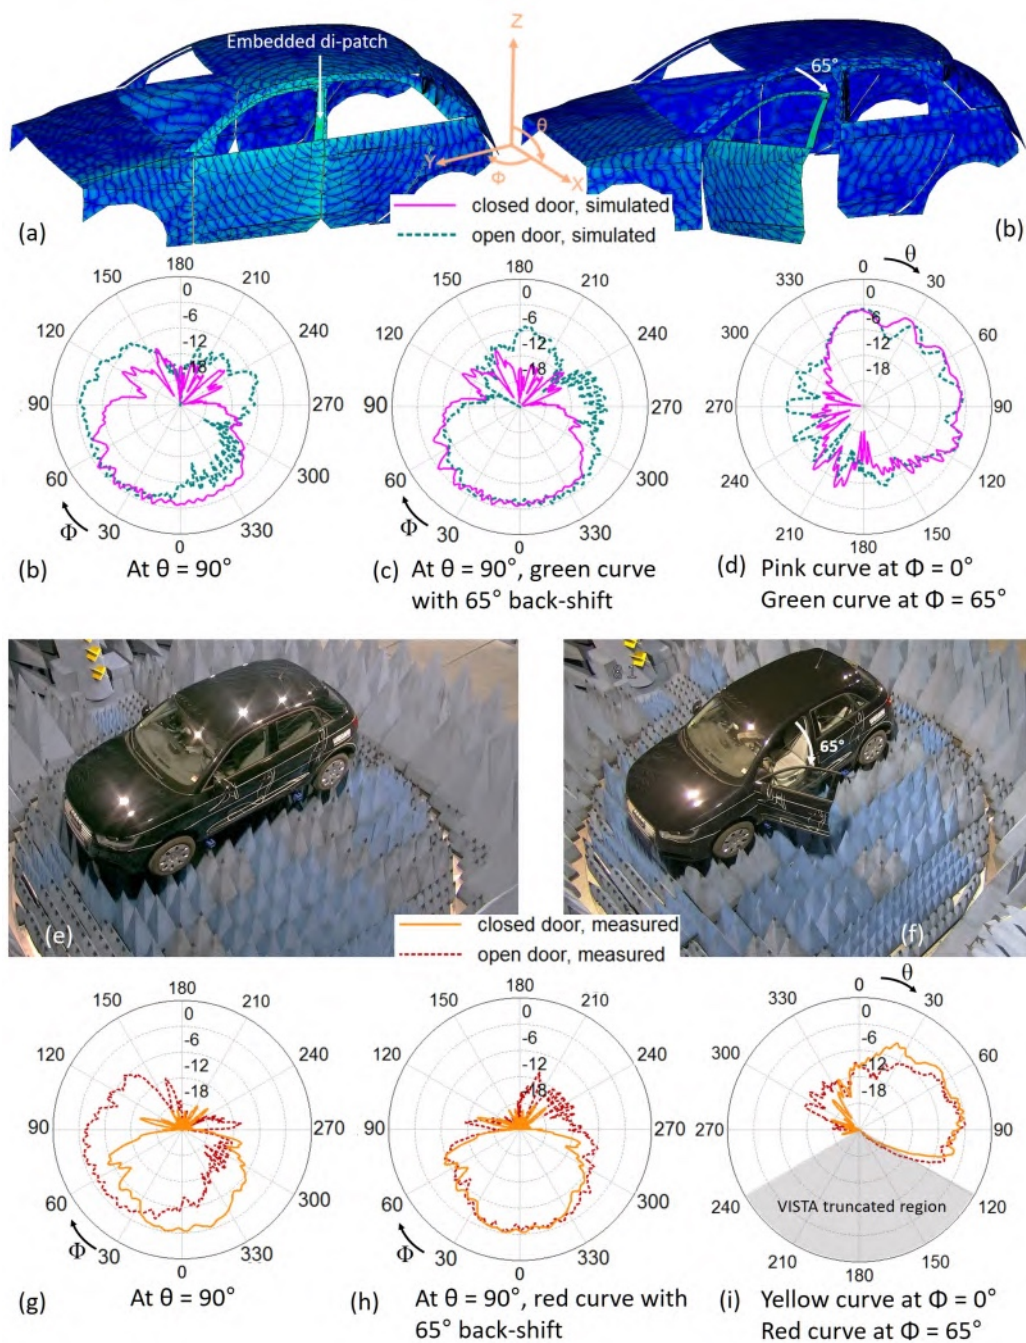 Embedded di-patch
Z
65°
θ
Y
Φ
X
closed door, simulated
open door, simulated
(a)
(b)
180
150
210
0
-6
-12
-18
120
240
90
270
60
300
Φ
30
330
0
(b)
At θ = 90°
180
150
210
0
-6
-12
-18
120
240
90
270
60
300
Φ
30
330
0
(c)
At θ = 90°, green curve
with 65° back-shift
0
θ
330
30
0
-6
-12
-18
300
60
270
90
240
120
210
150
180
(d)
Pink curve at Φ = 0°
Green curve at Φ = 65°
65°
(e)
(f)
closed door, measured
open door, measured
180
150
210
0
-6
-12
-18
120
240
90
270
60
300
Φ
30
330
0
(g)
At θ = 90°
180
150
210
0
-6
-12
-18
120
240
90
270
60
300
Φ
30
330
0
(h)
At θ = 90°, red curve with
65° back-shift
0
θ
330
30
0
-6
-12
-18
300
60
270
90
VISTA truncated region
240
120
210
150
180
(i)
Yellow curve at Φ = 0°
Red curve at Φ = 65°